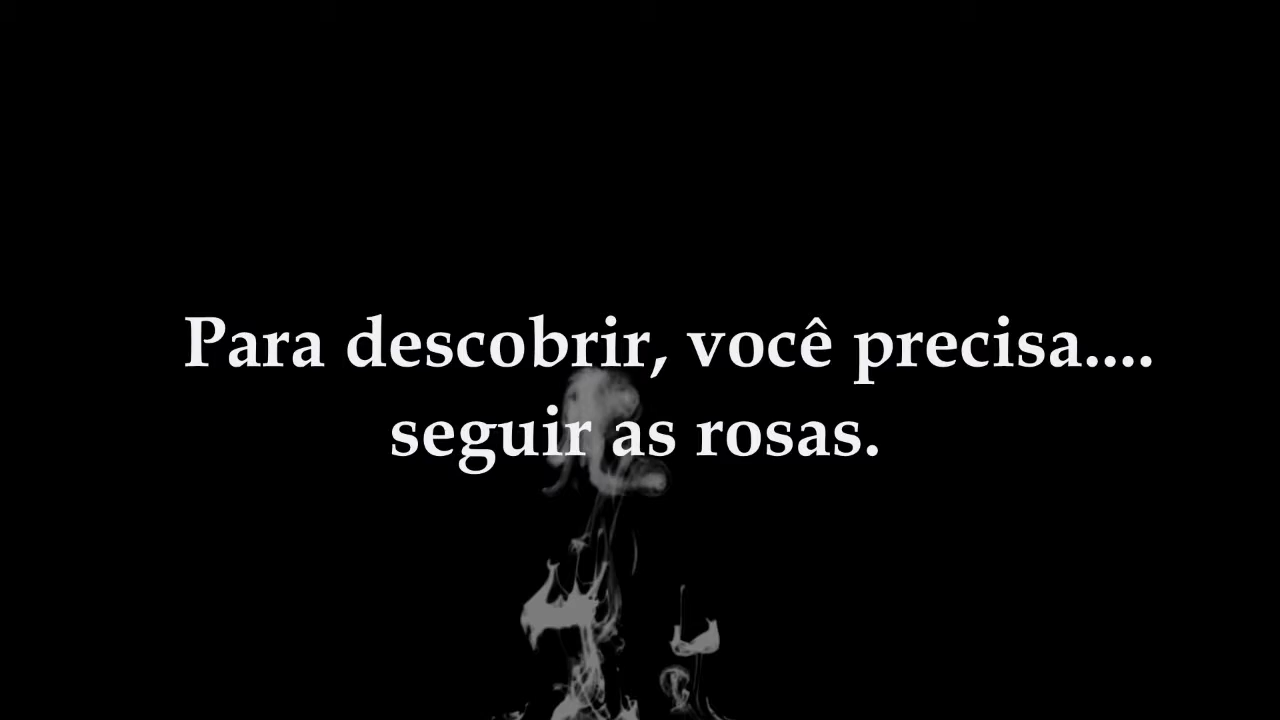 Para descobrir, você precisa....
seguir as rosas.